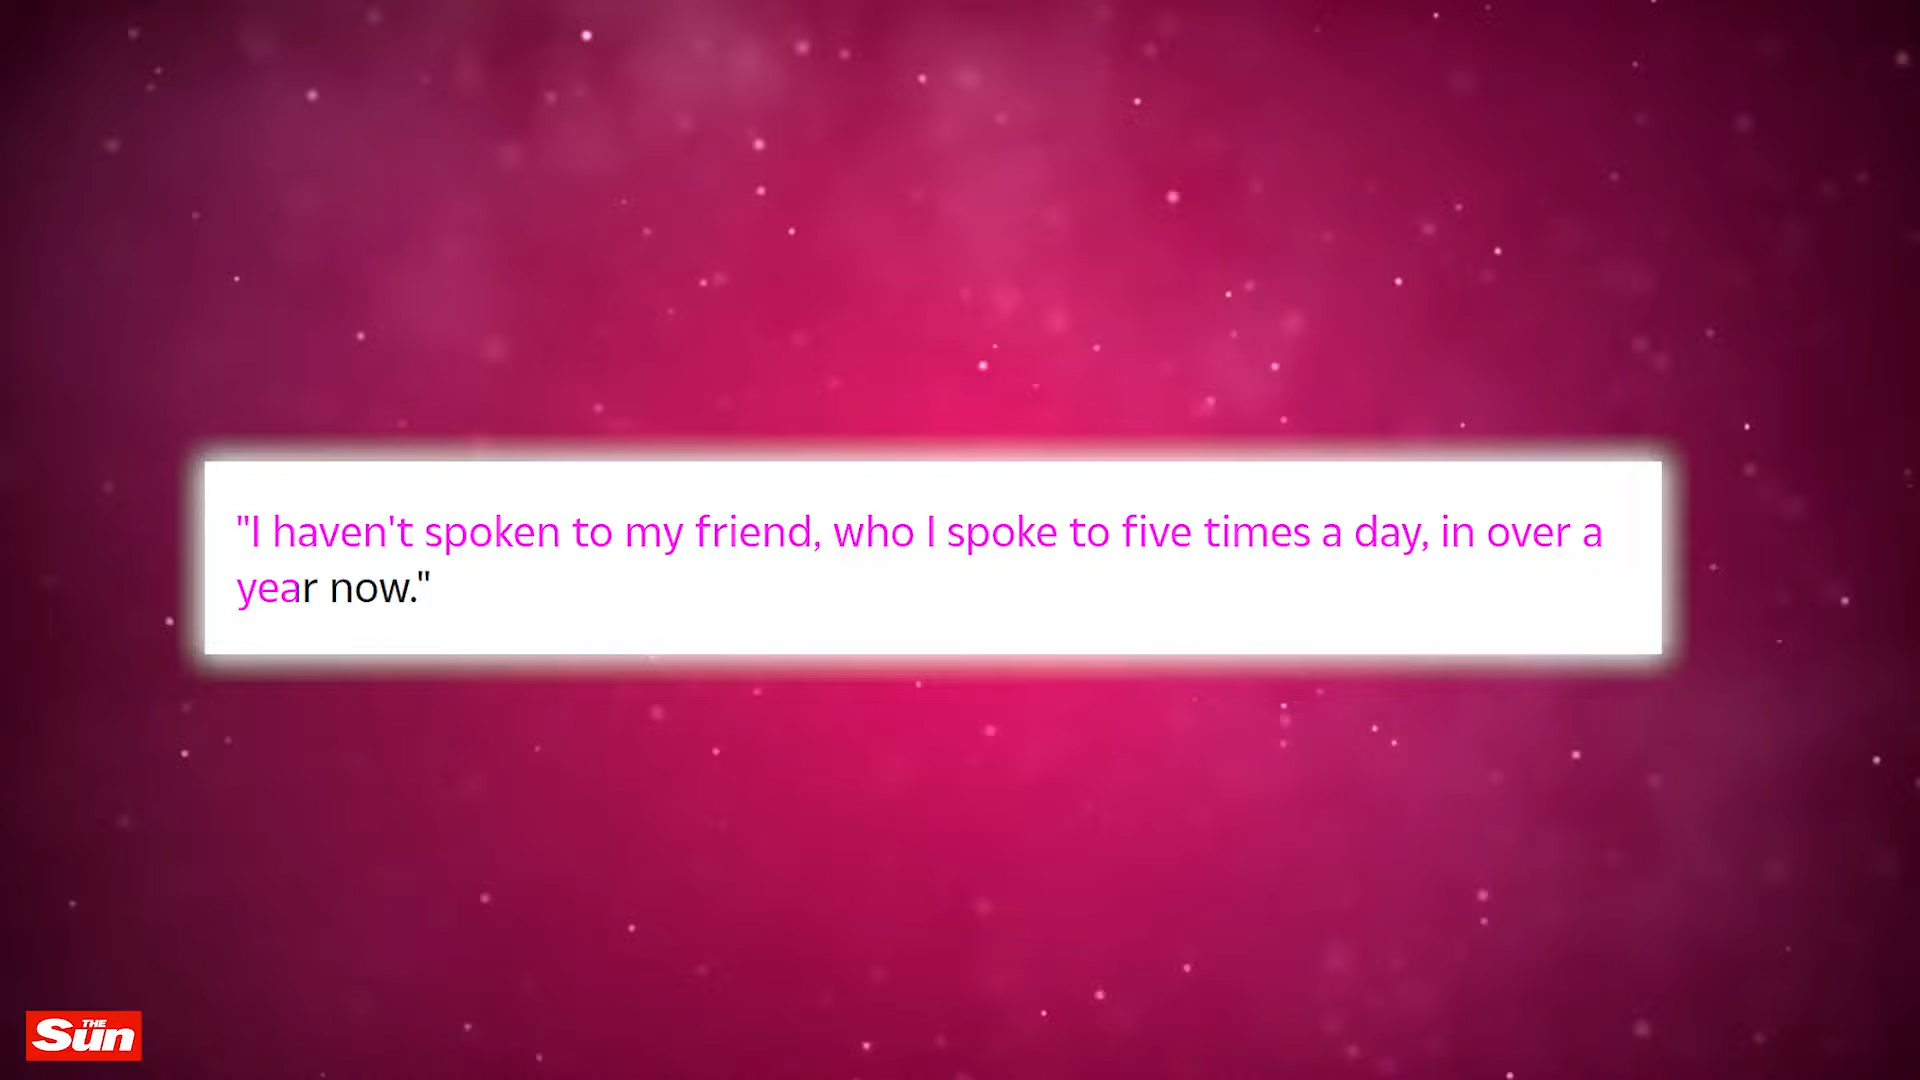 "I haven't spoken to my friend, who I spoke to five times a day, in over a
year now."
THE
Sun